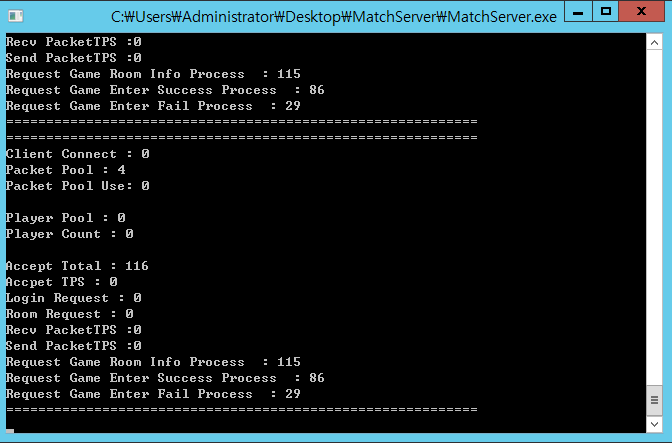 C:₩Users₩Administrator₩Desktop₩MatchServer₩MatchServer.exe
Recv PacketTPS :0
Send PacketTPS :0
Request Game Room Info Process  : 115
Request Game Enter Success Process  : 86
Request Game Enter Fail Process  : 29
===========================================================
===========================================================
Client Connect : 0
Packet Pool : 4
Packet Pool Use: 0
Player Pool : 0
Player Count : 0
Accept Total : 116
Accpet TPS : 0
Login Request : 0
Room Request : 0
Recv PacketTPS :0
Send PacketTPS :0
Request Game Room Info Process  : 115
Request Game Enter Success Process  : 86
Request Game Enter Fail Process  : 29
===========================================================